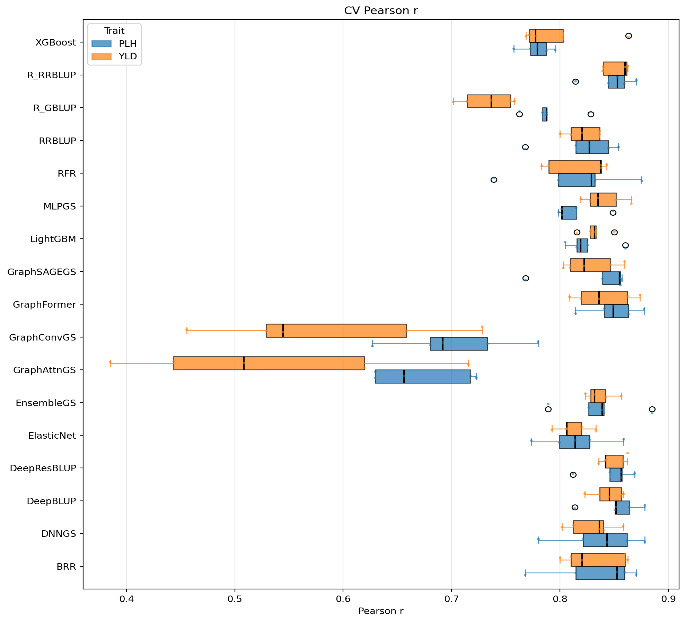 CV Pearson r
Trait
PLH
YLD
XGBoost
R_RRBLUP
R_GBLUP
RRBLUP
RFR
MLPGS
LightGBM
GraphSAGEGS
GraphFormer
GraphConvGS
GraphAttnGS
EnsembleGS
ElasticNet
DeepResBLUP
DeepBLUP
DNNGS
BRR
0.4 0.5 0.6 0.7 0.8 0.9
Pearson r